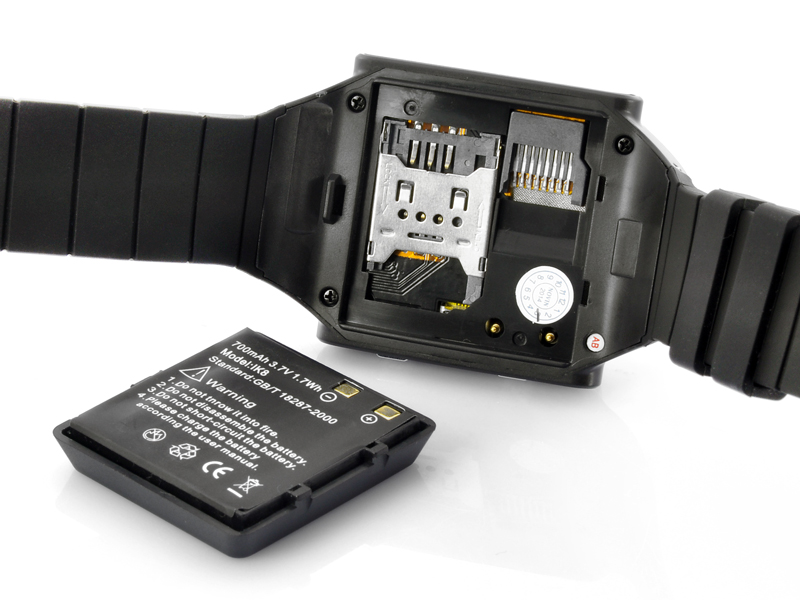 700mAh 3.7V 1.7Wh
Model:IK8
Standard:GB/T 18287-2000
Warning
1.Do not throw it into fire.
2.Do not disassemble the battery.
3.Do not short-circuit the battery.
4.Please charge the battery
according the user manual.
CE
AB